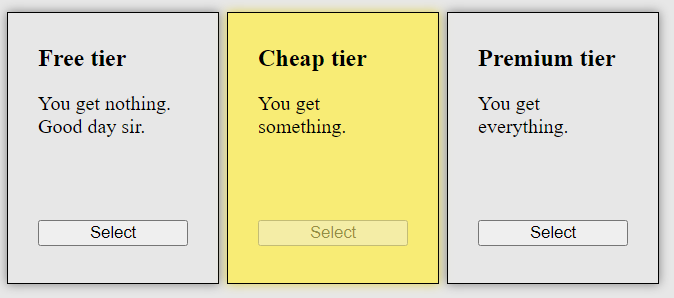 Free tier
You get nothing.
Good day sir.
Select
Cheap tier
You get
something.
Select
Premium tier
You get
everything.
Select